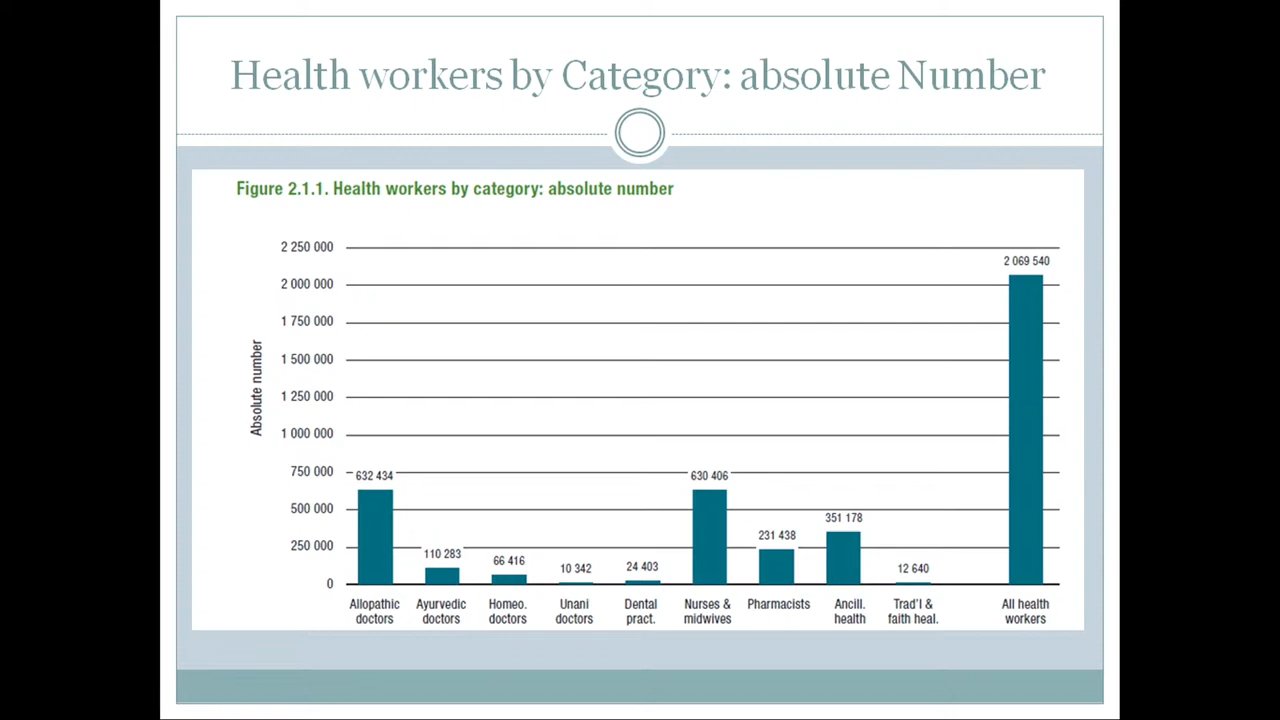 Health workers by Category: absolute Number
Figure 2.1.1. Health workers by category: absolute number
Absolute number
2 250 000
2 000 000
1 750 000
1 500 000
1 250 000
1 000 000
750 000
500 000
250 000
0
632 434
110 283
66 416
10 342
24 403
630 406
231 438
351 178
12 640
2 069 540
Allopathic
doctors
Ayurvedic
doctors
Homeo.
doctors
Unani
doctors
Dental
pract.
Nurses &
midwives
Pharmacists
Ancill.
health
Trad'l &
faith heal.
All health
workers